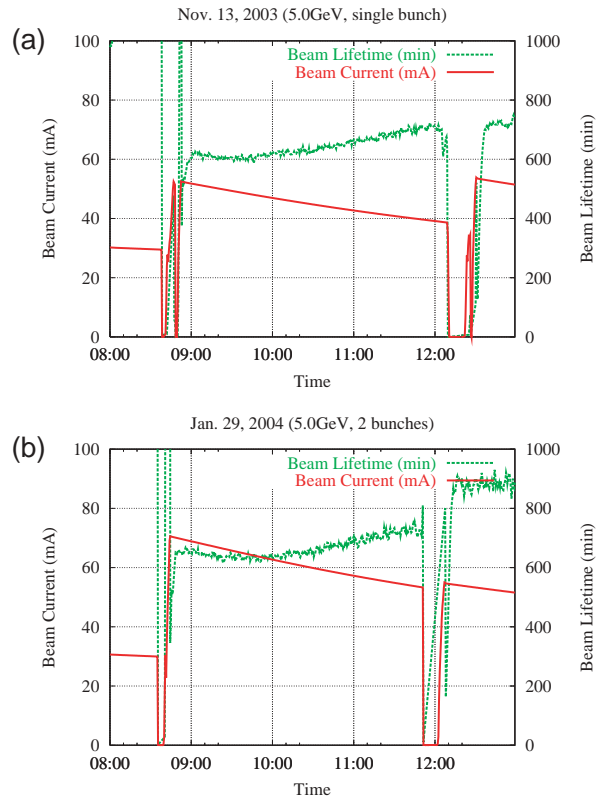 (a)
Nov. 13, 2003 (5.0GeV, single bunch)
Beam Lifetime (min)
Beam Current (mA)
Beam Current (mA)
Beam Lifetime (min)
100
80
60
40
20
0
1000
800
600
400
200
0
08:00 09:00 10:00 11:00 12:00
Time
(b)
Jan. 29, 2004 (5.0GeV, 2 bunches)
Beam Lifetime (min)
Beam Current (mA)
Beam Current (mA)
Beam Lifetime (min)
100
80
60
40
20
0
1000
800
600
400
200
0
08:00 09:00 10:00 11:00 12:00
Time